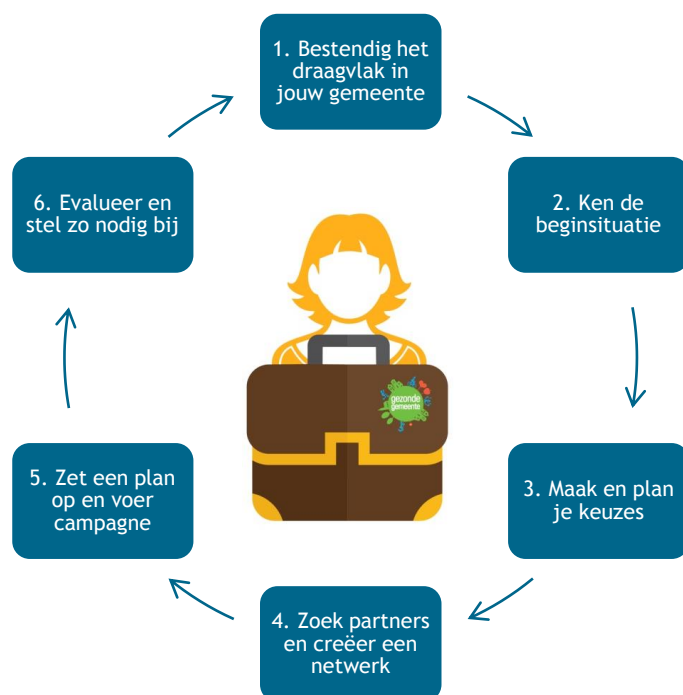 1. Bestendig het
draagvlak in
jouw gemeente
2. Ken de
beginsituatie
3. Maak en plan
je keuzes
4. Zoek partners
en creëer een
netwerk
5. Zet een plan
op en voer
campagne
6. Evalueer en
stel zo nodig bij
gezonde
gemeente